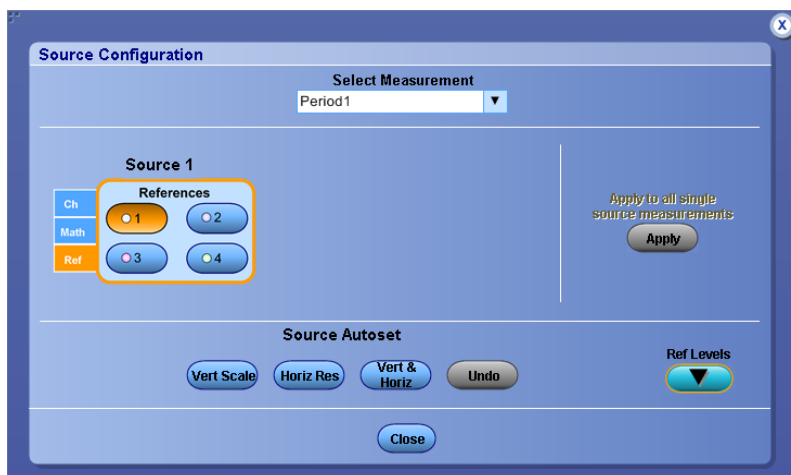 X
Source Configuration
Select Measurement
Period1
Source 1
References
Ch
Math
Ref
1
2
3
4
Apply to all single
source measurements
Apply
Source Autoset
Vert Scale
Horiz Res
Vert &
Horiz
Undo
Ref Levels
Close